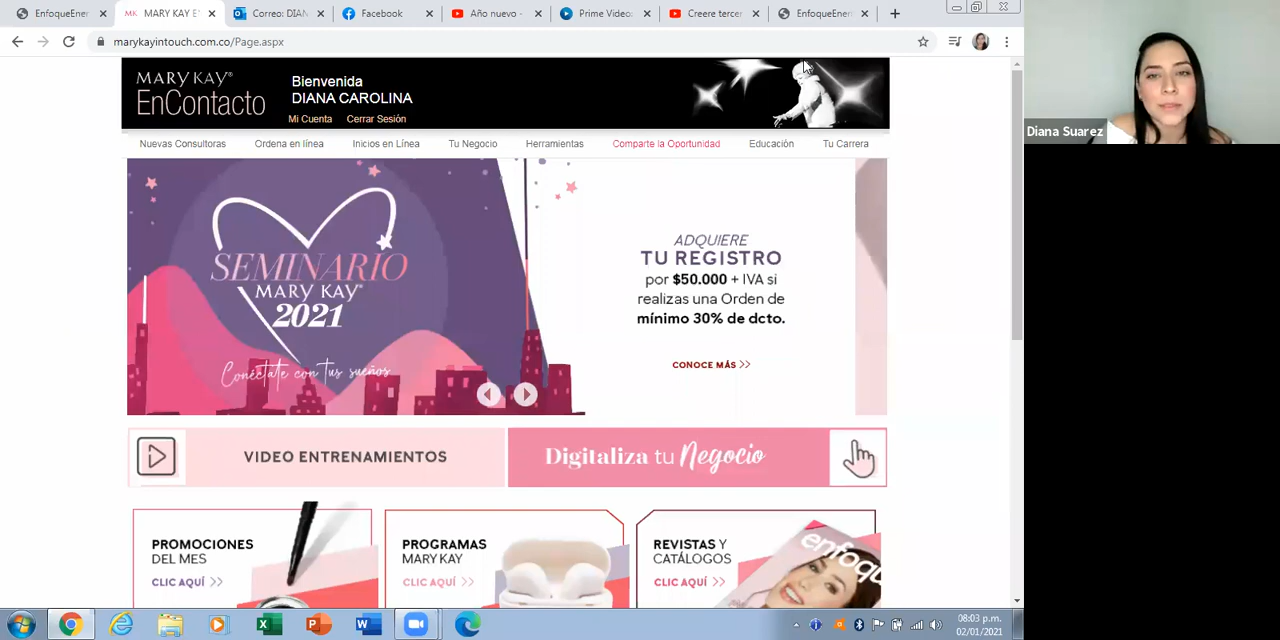 EnfoqueEner
MK MARY KAY E
Correo: DIAN
Facebook
Año nuevo -
Prime Video:
Creere tercer
EnfoqueEner
marykayintouch.com.co/Page.aspx
MARY KAY®
EnContacto
Bienvenida
DIANA CAROLINA
Mi Cuenta Cerrar Sesión
Nuevas Consultoras Ordena en línea Inicios en Línea Tu Negocio Herramientas Comparte la Oportunidad Educación Tu Carrera
SEMINARIO
MARY KAY®
2021
Conéctate con tus sueños
ADQUIERE
TU REGISTRO
por $50.000 + IVA si
realizas una Orden de
mínimo 30% de dcto.
CONOCE MÁS >>
VIDEO ENTRENAMIENTOS
Digitaliza tu Negocio
PROMOCIONES
DEL MES
CLIC AQUÍ >>
PROGRAMAS
MARY KAY
CLIC AQUÍ >>
REVISTAS Y
CATÁLOGOS
CLIC AQUÍ >>
enfoqu
Diana Suarez
08:03 p.m.
02/01/2021